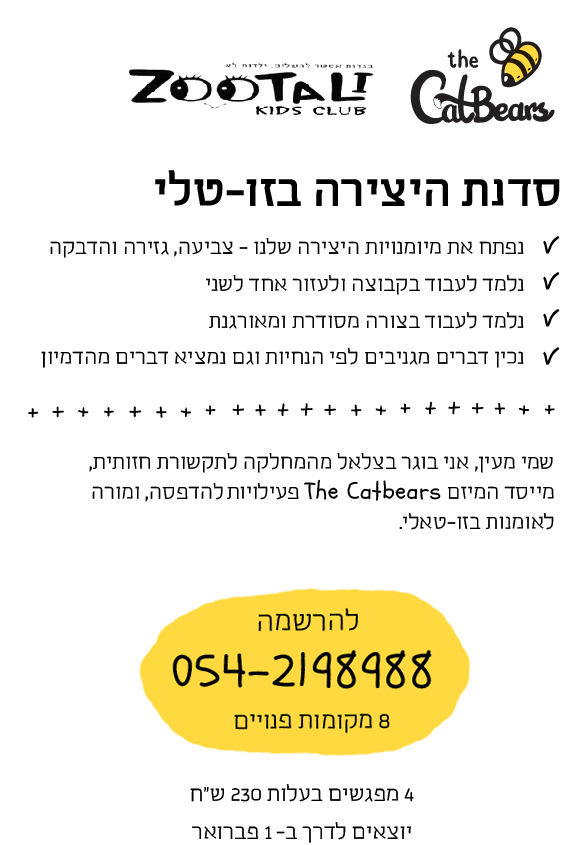 בגרות אפשר להשלים, ילדות לא
ZOOTALI
KIDS CLUB
the
CatBears
סדנת היצירה בזו-טלי
✓ נפתח את מיומנויות היצירה שלנו - צביעה, גזירה והדבקה
✓ נלמד לעבוד בקבוצה ולעזור אחד לשני
✓ נלמד לעבוד בצורה מסודרת ומאורגנת
✓ נכין דברים מגניבים לפי הנחיות וגם נמציא דברים מהדמיון
+ + + + + + + + + + + + + + + + + + + + + +
שמי מעין, אני בוגר בצלאל מהמחלקה לתקשורת חזותית,
מייסד המיזם The Catbears פעילויות להדפסה, ומורה
לאומנות בזו-טאלי.
להרשמה
054-2198988
8 מקומות פנויים
4 מפגשים בעלות 230 ש"ח
יוצאים לדרך ב- 1 פברואר